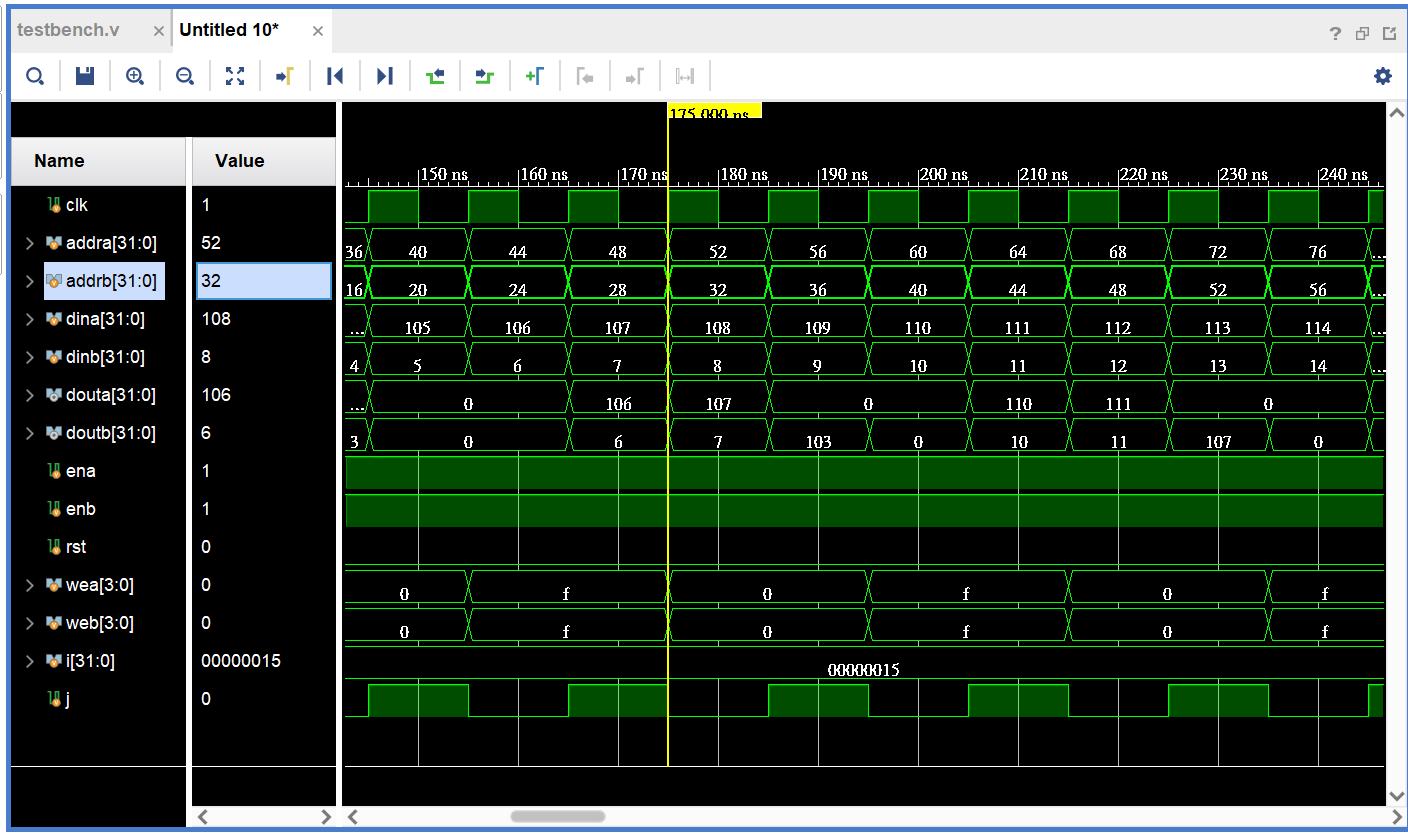 testbench.v × Untitled 10* × ?
175.000 ns
Name Value
150 ns 160 ns 170 ns 180 ns 190 ns 200 ns 210 ns 220 ns 230 ns 240 ns
clk 1
addra[31:0] 52 36 40 44 48 52 56 60 64 68 72 76 ...
addrb[31:0] 32 16 20 24 28 32 36 40 44 48 52 56 ...
dina[31:0] 108 ... 105 106 107 108 109 110 111 112 113 114 ...
dinb[31:0] 8 4 5 6 7 8 9 10 11 12 13 14 ...
douta[31:0] 106 ... 0 106 107 0 110 111 0
doutb[31:0] 6 3 0 6 7 103 0 10 11 107 0
ena 1
enb 1
rst 0
wea[3:0] 0 0 f 0 f 0 f
web[3:0] 0 0 f 0 f 0 f
i[31:0] 00000015 00000015
j 0